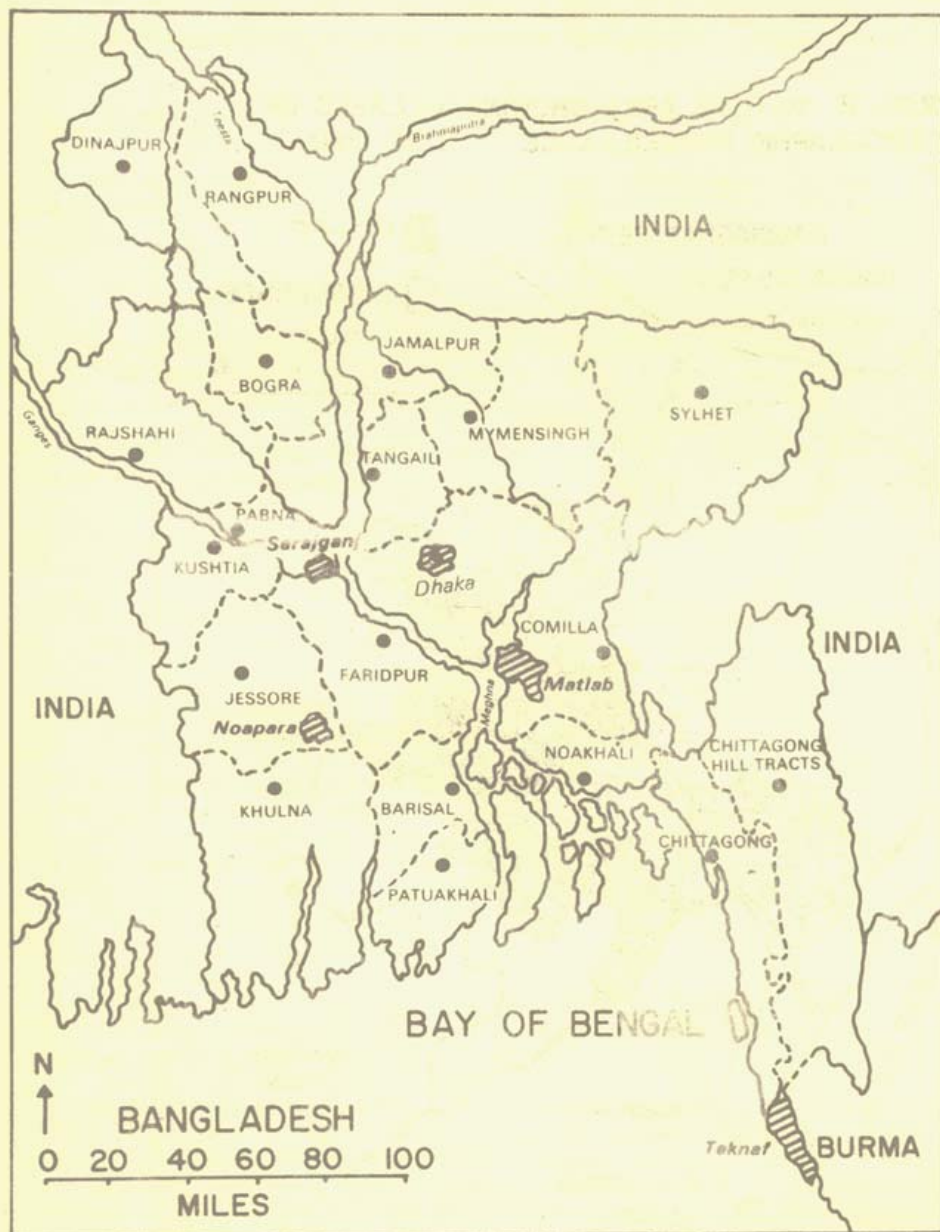 DINAJPUR
Teesta
RANGPUR
Brahmaputra
INDIA
JAMALPUR
BOGRA
SYLHET
Ganges
RAJSHAHI
MYMENSINGH
TANGAIL
PABNA
Serajganj
KUSHTIA
Dhaka
COMILLA
INDIA
FARIDPUR
JESSORE
Matlab
INDIA
Meghna
Noapara
NOAKHALI
CHITTAGONG
HILL TRACTS
KHULNA
BARISAL
CHITTAGONG
PATUAKHALI
BAY OF BENGAL
N
BANGLADESH
0 20 40 60 80 100
MILES
Teknaf
BURMA